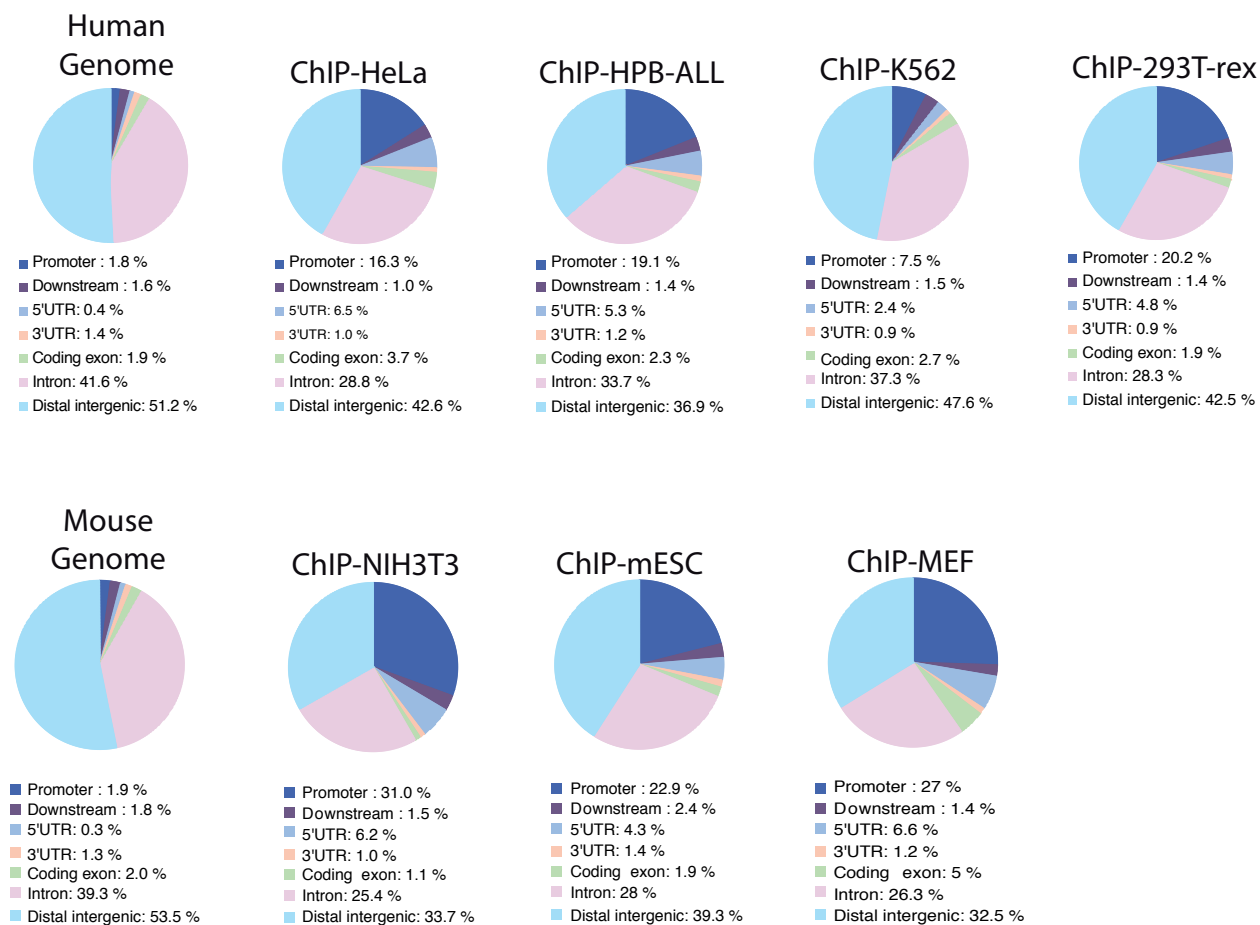 Human
Genome
Promoter : 1.8 %
Downstream : 1.6 %
5'UTR: 0.4 %
3'UTR: 1.4 %
Coding exon: 1.9 %
Intron: 41.6 %
Distal intergenic: 51.2 %
ChIP-HeLa
Promoter : 16.3 %
Downstream : 1.0 %
5'UTR: 6.5 %
3'UTR: 1.0 %
Coding exon: 3.7 %
Intron: 28.8 %
Distal intergenic: 42.6 %
ChIP-HPB-ALL
Promoter : 19.1 %
Downstream : 1.4 %
5'UTR: 5.3 %
3'UTR: 1.2 %
Coding exon: 2.3 %
Intron: 33.7 %
Distal intergenic: 36.9 %
ChIP-K562
Promoter : 7.5 %
Downstream : 1.5 %
5'UTR: 2.4 %
3'UTR: 0.9 %
Coding exon: 2.7 %
Intron: 37.3 %
Distal intergenic: 47.6 %
ChIP-293T-rex
Promoter : 20.2 %
Downstream : 1.4 %
5'UTR: 4.8 %
3'UTR: 0.9 %
Coding exon: 1.9 %
Intron: 28.3 %
Distal intergenic: 42.5 %
Mouse
Genome
Promoter : 1.9 %
Downstream : 1.8 %
5'UTR: 0.3 %
3'UTR: 1.3 %
Coding exon: 2.0 %
Intron: 39.3 %
Distal intergenic: 53.5 %
ChIP-NIH3T3
Promoter : 31.0 %
Downstream : 1.5 %
5'UTR: 6.2 %
3'UTR: 1.0 %
Coding exon: 1.1 %
Intron: 25.4 %
Distal intergenic: 33.7 %
ChIP-mESC
Promoter : 22.9 %
Downstream : 2.4 %
5'UTR: 4.3 %
3'UTR: 1.4 %
Coding exon: 1.9 %
Intron: 28 %
Distal intergenic: 39.3 %
ChIP-MEF
Promoter : 27 %
Downstream : 1.4 %
5'UTR: 6.6 %
3'UTR: 1.2 %
Coding exon: 5 %
Intron: 26.3 %
Distal intergenic: 32.5 %